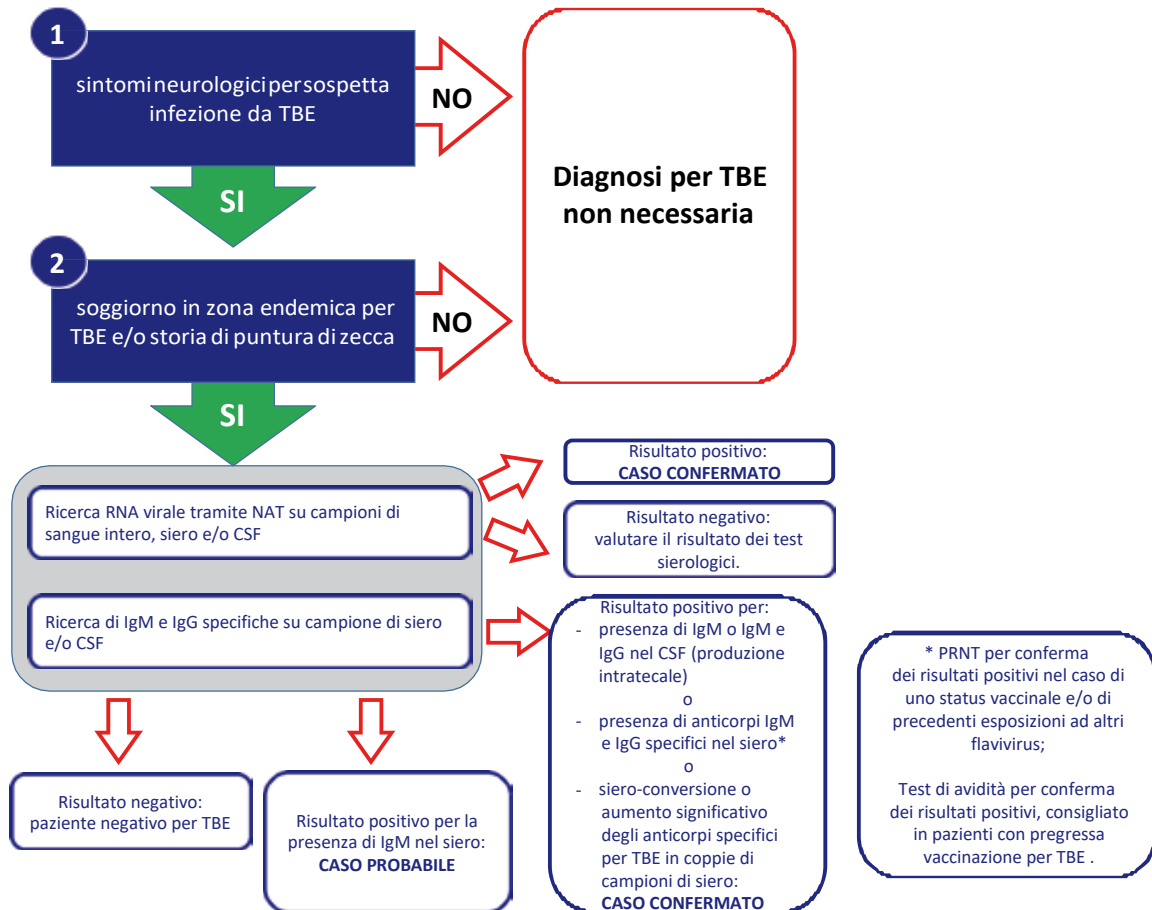 1
sintomi neurologici per sospetta
infezione da TBE
NO
SI
Diagnosi per TBE
non necessaria
2
soggiorno in zona endemica per
TBE e/o storia di puntura di zecca
NO
SI
Ricerca RNA virale tramite NAT su campioni di
sangue intero, siero e/o CSF
Ricerca di IgM e IgG specifiche su campione di siero
e/o CSF
Risultato positivo:
CASO CONFERMATO
Risultato negativo:
valutare il risultato dei test
sierologici.
Risultato positivo per:
- presenza di IgM o IgM e
IgG nel CSF (produzione
intratecale)
o
- presenza di anticorpi IgM
e IgG specifici nel siero*
o
- siero-conversione o
aumento significativo
degli anticorpi specifici
per TBE in coppie di
campioni di siero:
CASO CONFERMATO
* PRNT per conferma
dei risultati positivi nel caso di
uno status vaccinale e/o di
precedenti esposizioni ad altri
flavivirus;
Test di avidità per conferma
dei risultati positivi, consigliato
in pazienti con pregressa
vaccinazione per TBE .
Risultato negativo:
paziente negativo per TBE
Risultato positivo per la
presenza di IgM nel siero:
CASO PROBABILE